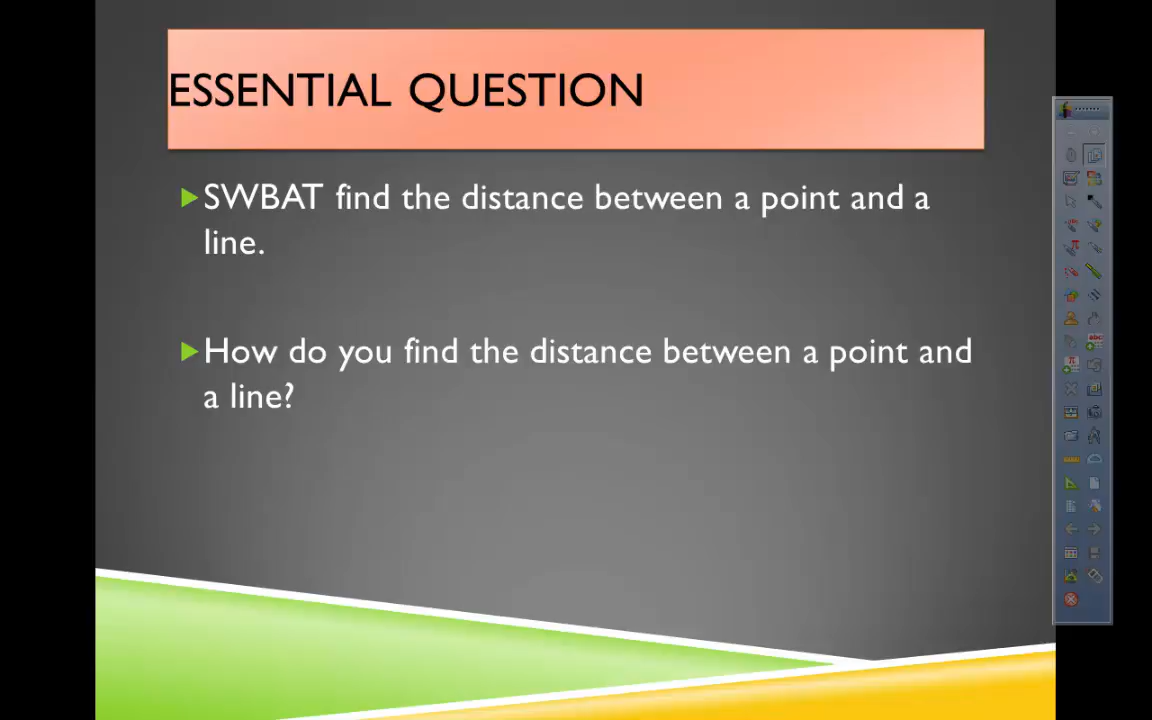 ESSENTIAL QUESTION
SWBAT find the distance between a point and a
line.
How do you find the distance between a point and
a line?